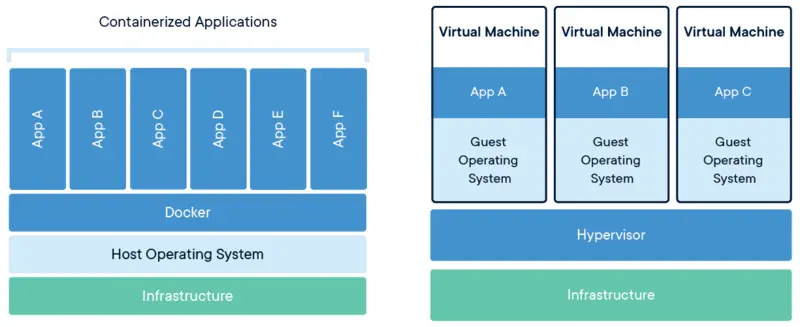 Containerized Applications
App A
App B
App C
App D
App E
App F
Docker
Host Operating System
Infrastructure
Virtual Machine
App A
Guest
Operating
System
Virtual Machine
App B
Guest
Operating
System
Virtual Machine
App C
Guest
Operating
System
Hypervisor
Infrastructure